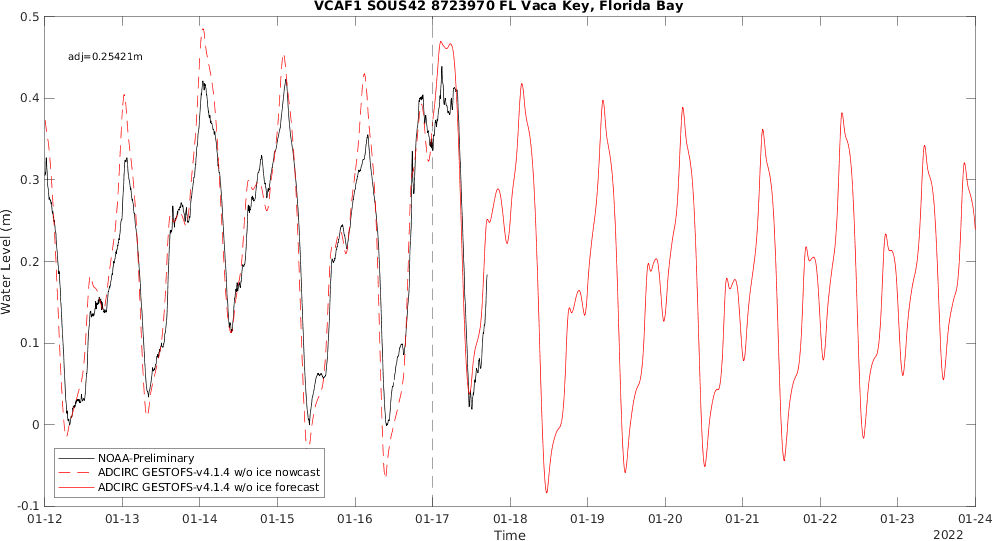 VCAF1 SOUS42 8723970 FL Vaca Key, Florida Bay
adj=0.25421m
0.5
0.4
0.3
0.2
0.1
0
-0.1
Water Level (m)
NOAA-Preliminary
ADCIRC GESTOFS-v4.1.4 w/o ice nowcast
ADCIRC GESTOFS-v4.1.4 w/o ice forecast
01-12 01-13 01-14 01-15 01-16 01-17 01-18 01-19 01-20 01-21 01-22 01-23 01-24
Time
2022